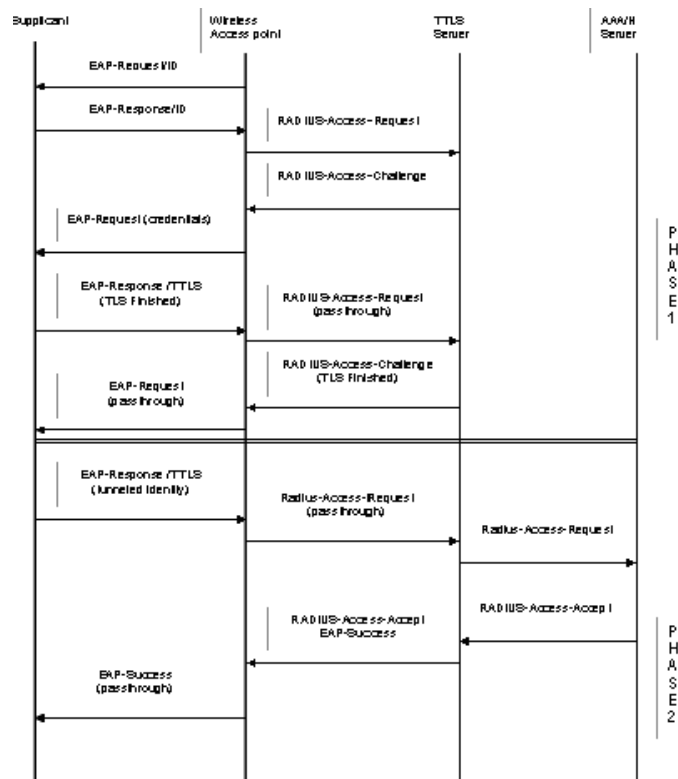 Supplicant
Wireless
Access point
TTLS
Server
AAA/H
Server
EAP-Request/ID
EAP-Response/ID
RADIUS-Access-Request
RADIUS-Access-Challenge
EAP-Request (credentials)
EAP-Response /TTLS
(TLS Finished)
RADIUS-Access-Request
(passthrough)
RADIUS-Access-Challenge
(TLS Finished)
EAP-Request
(passthrough)
PHASE 1
EAP-Response /TTLS
(tunneled identity)
Radius-Access-Request
(passthrough)
Radius-Access-Request
RADIUS-Access-Accept
RADIUS-Access-Accept
EAP-Success
EAP-Success
(passthrough)
PHASE 2